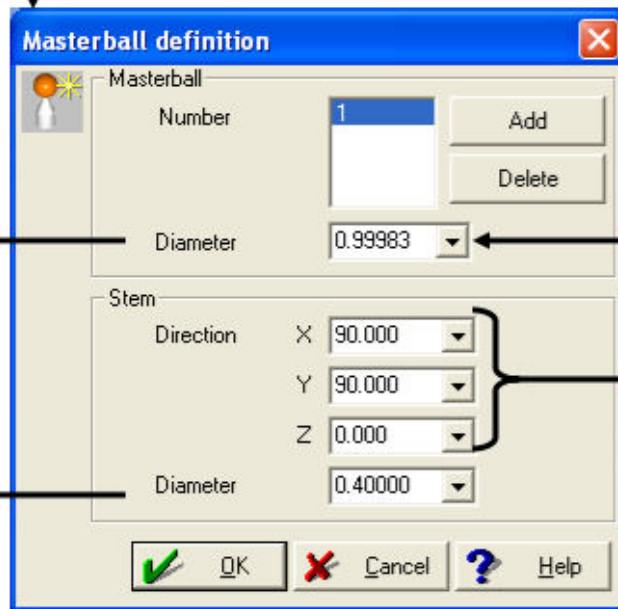 Masterball definition
Masterball
Number 1 Add
Delete
Diameter 0.99983
Stem
Direction X 90.000
Y 90.000
Z 0.000
Diameter 0.40000
OK Cancel Help